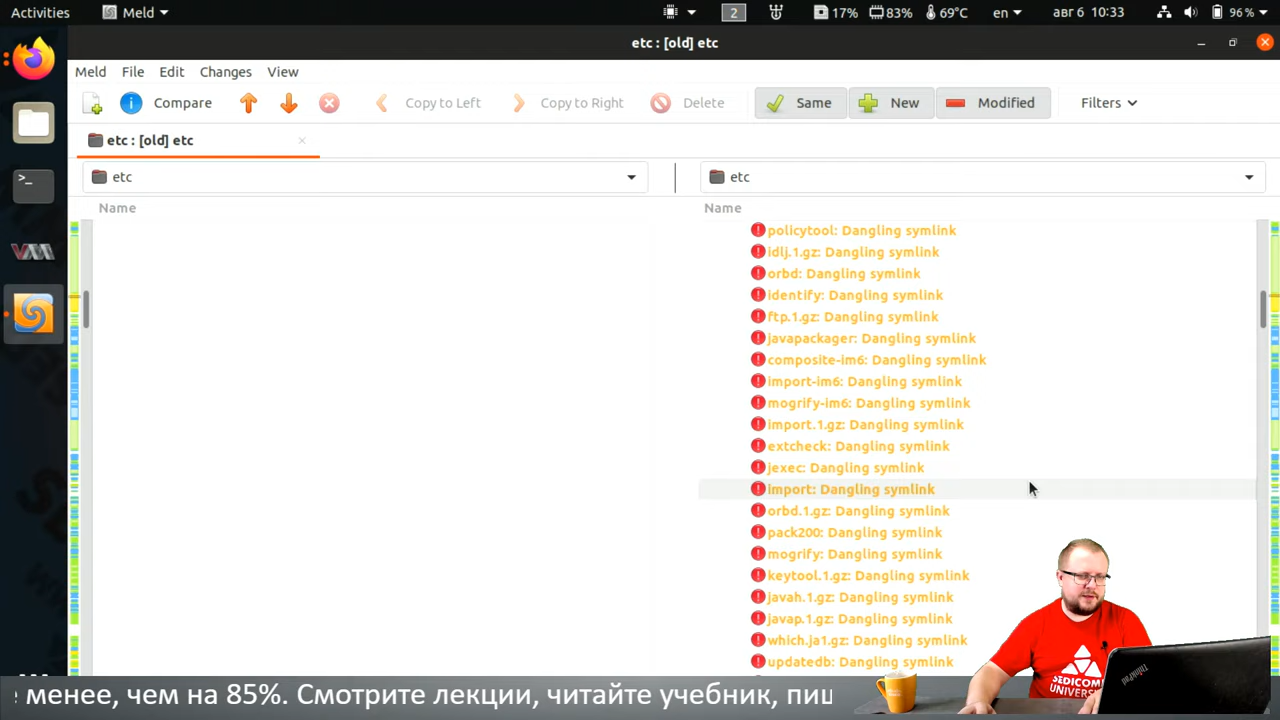 Activities
Meld
2
17%
83%
69°C
en
авг 6 10:33
96 %
etc : [old] etc
Meld File Edit Changes View
Compare
Copy to Left
Copy to Right
Delete
Same
New
Modified
Filters
etc : [old] etc
etc
etc
Name
Name
policytool: Dangling symlink
idlj.1.gz: Dangling symlink
orbd: Dangling symlink
identify: Dangling symlink
ftp.1.gz: Dangling symlink
javapackager: Dangling symlink
composite-im6: Dangling symlink
import-im6: Dangling symlink
mogrify-im6: Dangling symlink
import.1.gz: Dangling symlink
extcheck: Dangling symlink
jexec: Dangling symlink
import: Dangling symlink
orbd.1.gz: Dangling symlink
pack200: Dangling symlink
mogrify: Dangling symlink
keytool.1.gz: Dangling symlink
javah.1.gz: Dangling symlink
javap.1.gz: Dangling symlink
which.ja1.gz: Dangling symlink
updatedb: Dangling symlink
SEDICOMM
UNIVERSI
ThinkPad
е менее, чем на 85%. Смотрите лекции, читайте учебник, пиш